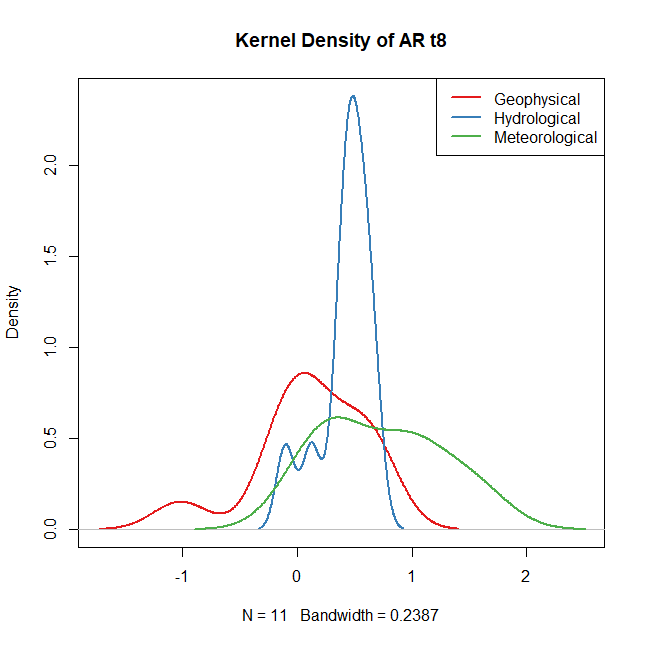 Kernel Density of AR t8
Geophysical
Hydrological
Meteorological
Density
2.0
1.5
1.0
0.5
0.0
-1 0 1 2
N = 11 Bandwidth = 0.2387